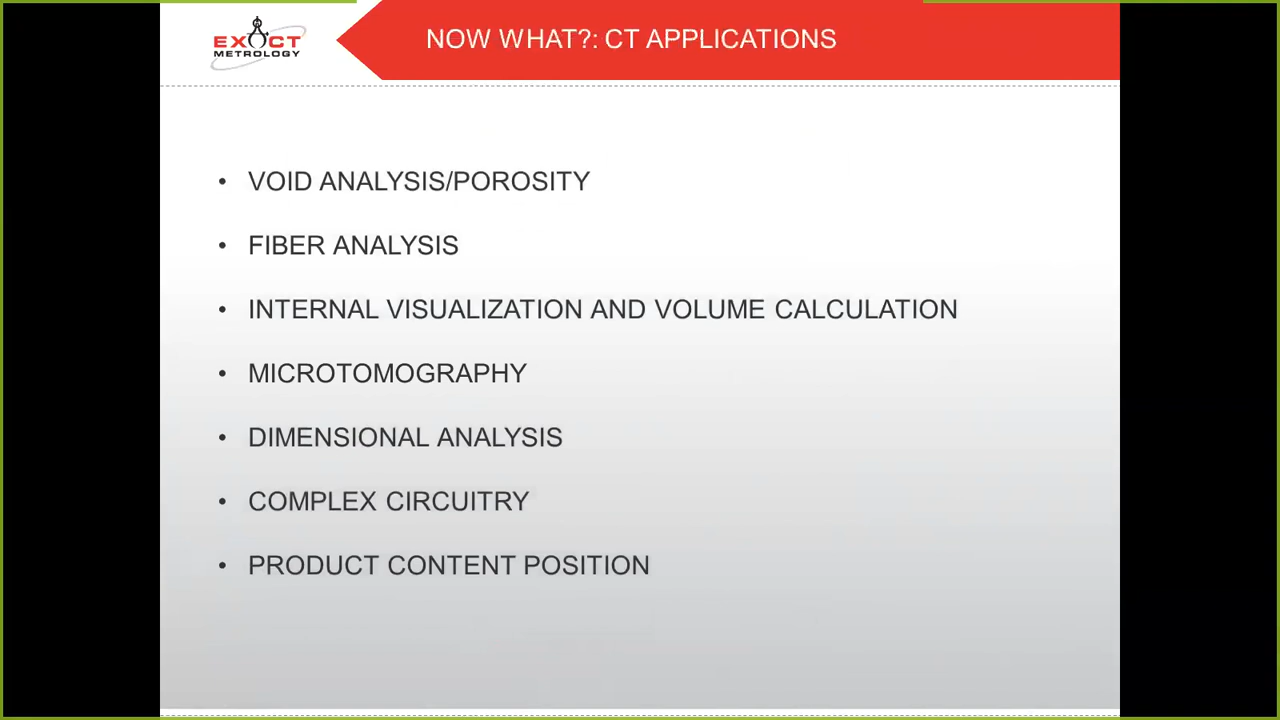 EXACT
METROLOGY
NOW WHAT?: CT APPLICATIONS
• VOID ANALYSIS/POROSITY
• FIBER ANALYSIS
• INTERNAL VISUALIZATION AND VOLUME CALCULATION
• MICROTOMOGRAPHY
• DIMENSIONAL ANALYSIS
• COMPLEX CIRCUITRY
• PRODUCT CONTENT POSITION